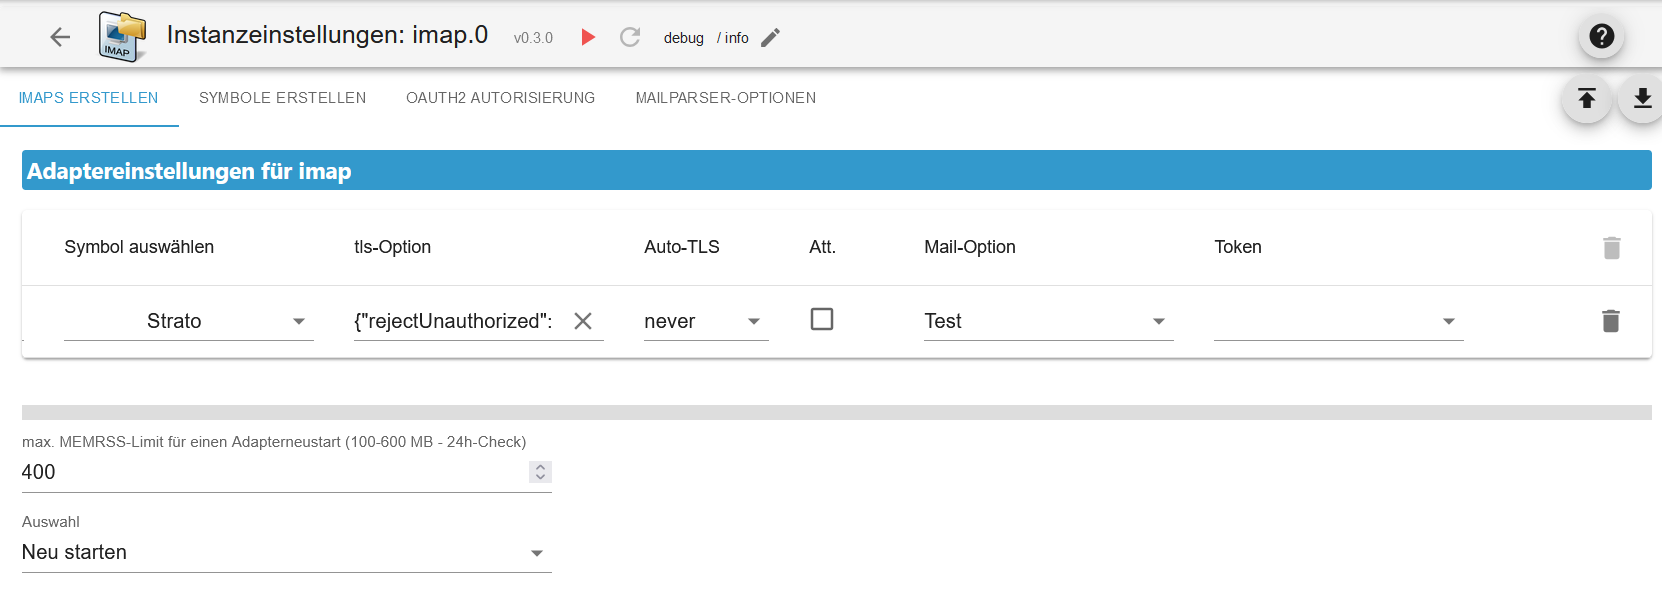 IMAP
Instanzeinstellungen: imap.0 v0.3.0 debug / info
IMAPS ERSTELLEN SYMBOLE ERSTELLEN OAUTH2 AUTORISIERUNG MAILPARSER-OPTIONEN
Adaptereinstellungen für imap
Symbol auswählen tls-Option Auto-TLS Att. Mail-Option Token
Strato {"rejectUnauthorized": never Test
max. MEMRSS-Limit für einen Adapterneustart (100-600 MB - 24h-Check)
400
Auswahl
Neu starten